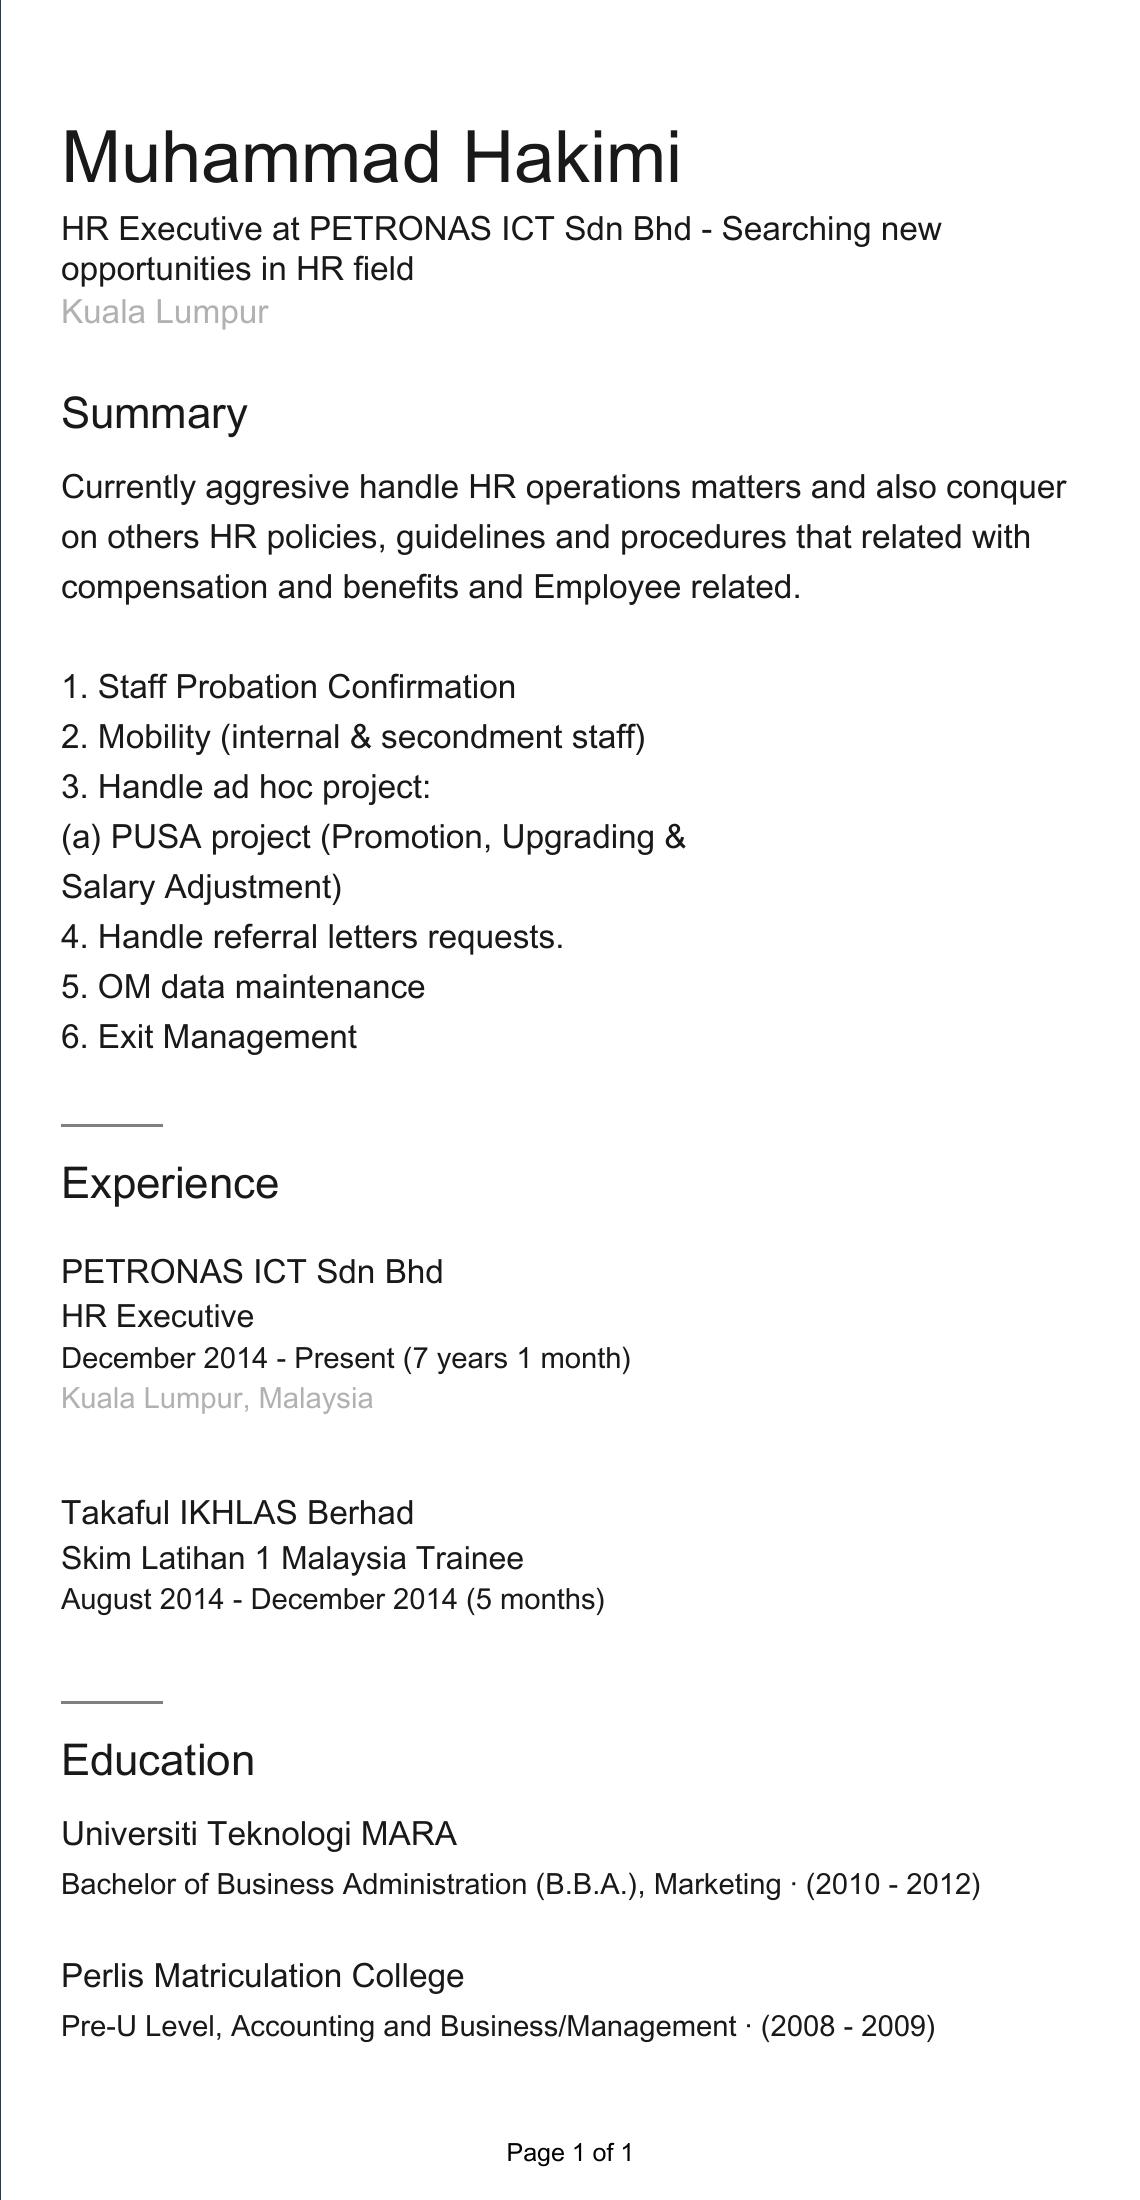 Muhammad Hakimi
HR Executive at PETRONAS ICT Sdn Bhd - Searching new
opportunities in HR field
Kuala Lumpur
Summary
Currently aggresive handle HR operations matters and also conquer
on others HR policies, guidelines and procedures that related with
compensation and benefits and Employee related.
1. Staff Probation Confirmation
2. Mobility (internal & secondment staff)
3. Handle ad hoc project:
(a) PUSA project (Promotion, Upgrading &
Salary Adjustment)
4. Handle referral letters requests.
5. OM data maintenance
6. Exit Management
Experience
PETRONAS ICT Sdn Bhd
HR Executive
December 2014 - Present (7 years 1 month)
Kuala Lumpur, Malaysia
Takaful IKHLAS Berhad
Skim Latihan 1 Malaysia Trainee
August 2014 - December 2014 (5 months)
Education
Universiti Teknologi MARA
Bachelor of Business Administration (B.B.A.), Marketing · (2010 - 2012)
Perlis Matriculation College
Pre-U Level, Accounting and Business/Management · (2008 - 2009)
Page 1 of 1